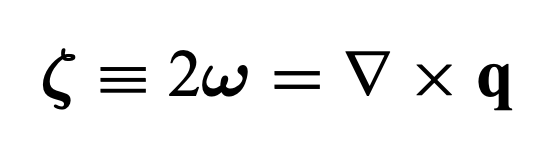 ζ ≡ 2ω = ∇ × q